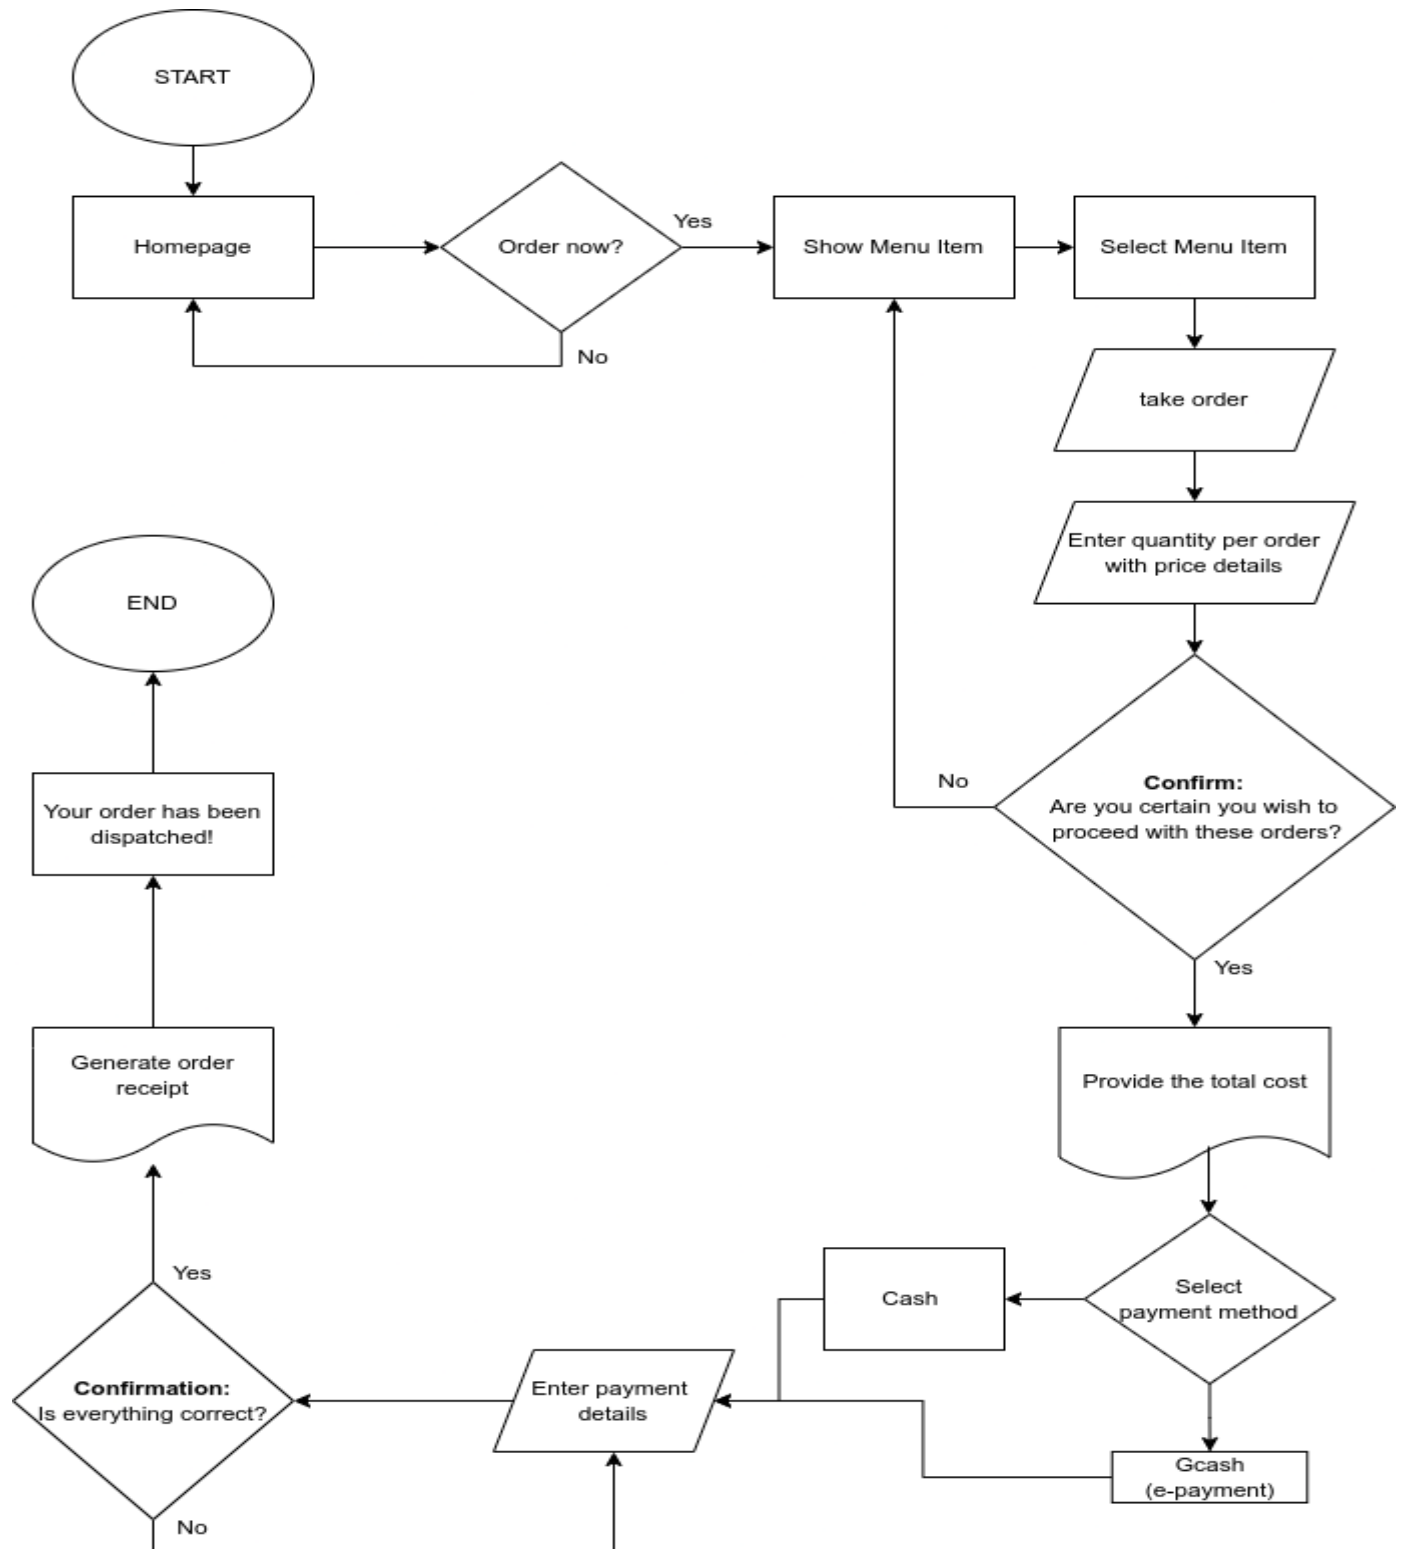 START
Homepage
Order now?
Yes
No
Show Menu Item
Select Menu Item
take order
Enter quantity per order
with price details
Confirm:
Are you certain you wish to
proceed with these orders?
No
Yes
Provide the total cost
Select
payment method
Cash
Gcash
(e-payment)
Enter payment
details
Confirmation:
Is everything correct?
No
Yes
Generate order
receipt
Your order has been
dispatched!
END